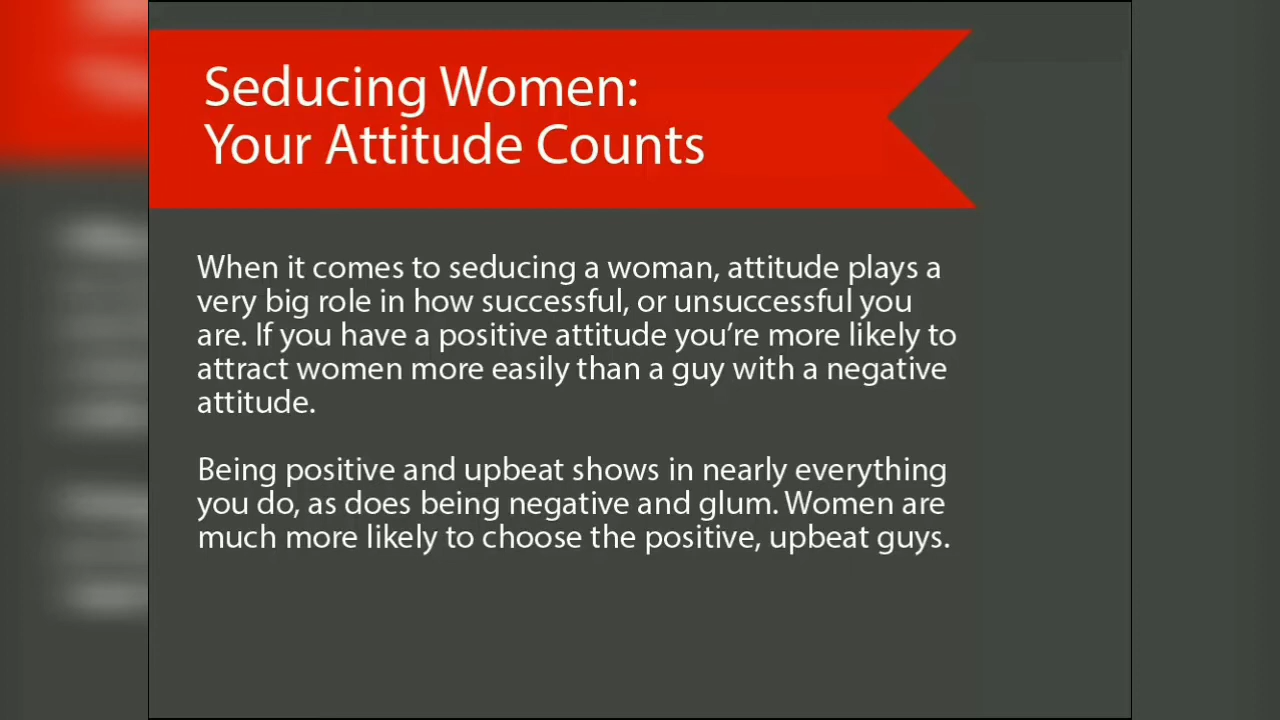 Seducing Women:
Your Attitude Counts
When it comes to seducing a woman, attitude plays a
very big role in how successful, or unsuccessful you
are. If you have a positive attitude you’re more likely to
attract women more easily than a guy with a negative
attitude.
Being positive and upbeat shows in nearly everything
you do, as does being negative and glum. Women are
much more likely to choose the positive, upbeat guys.